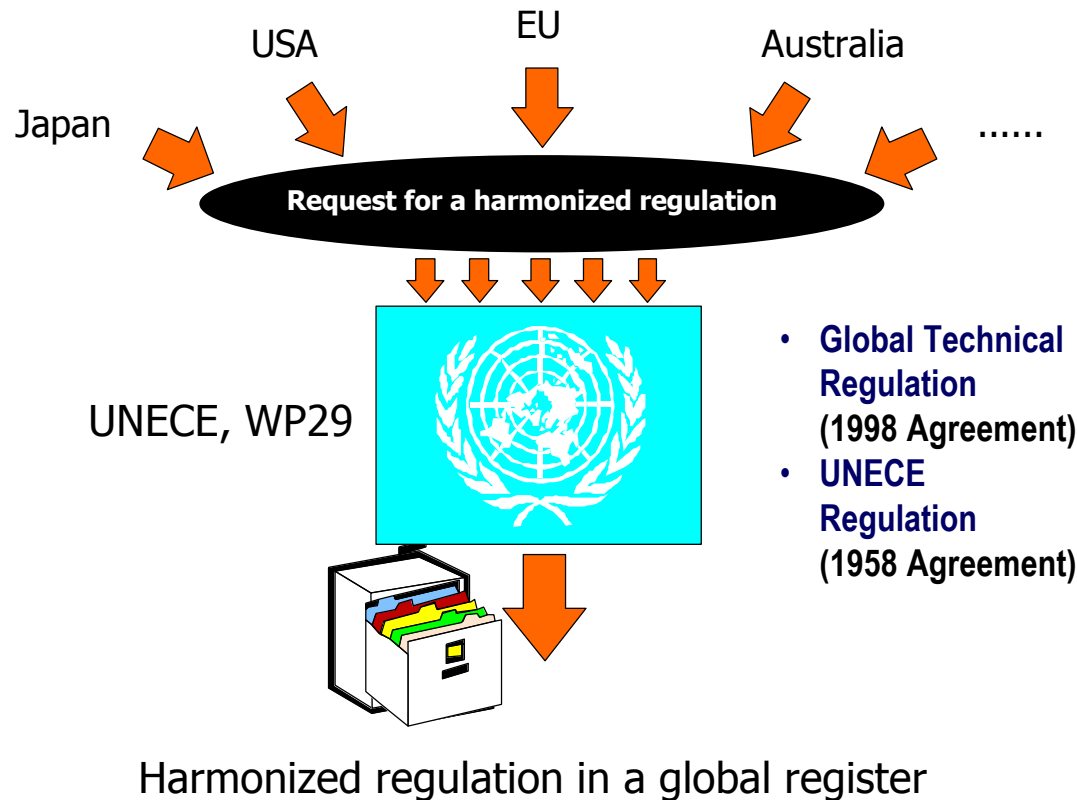 EU
USA
Australia
Japan
......
Request for a harmonized regulation
UNECE, WP29
• Global Technical
Regulation
(1998 Agreement)
• UNECE
Regulation
(1958 Agreement)
Harmonized regulation in a global register